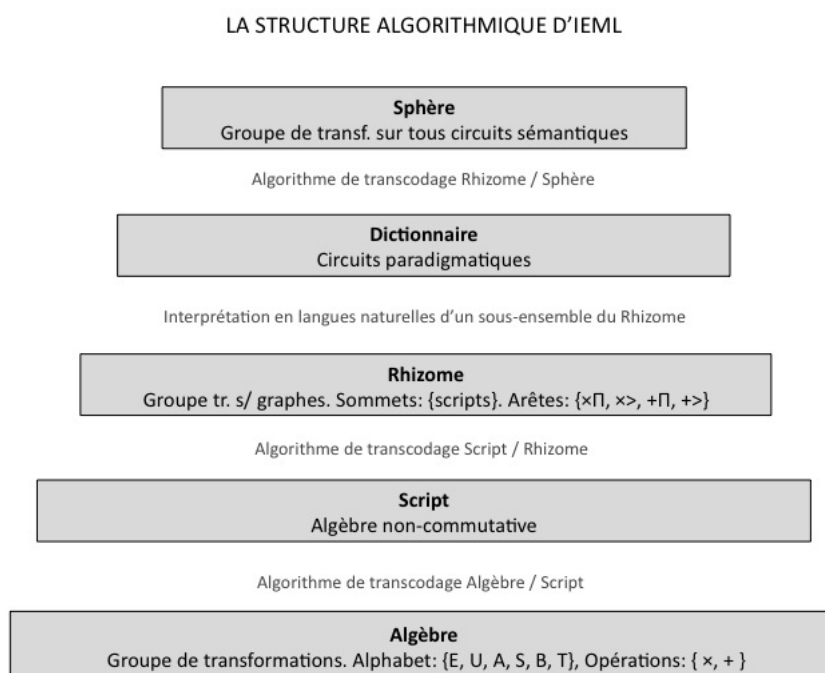 LA STRUCTURE ALGORITHMIQUE D’IEML
Sphère
Groupe de transf. sur tous circuits sémantiques
Algorithme de transcodage Rhizome / Sphère
Dictionnaire
Circuits paradigmatiques
Interprétation en langues naturelles d’un sous-ensemble du Rhizome
Rhizome
Groupe tr. s/ graphes. Sommets: {scripts}. Arêtes: {×Π, ×>, +Π, +>}
Algorithme de transcodage Script / Rhizome
Script
Algèbre non-commutative
Algorithme de transcodage Algèbre / Script
Algèbre
Groupe de transformations. Alphabet: {E, U, A, S, B, T}, Opérations: { ×, + }